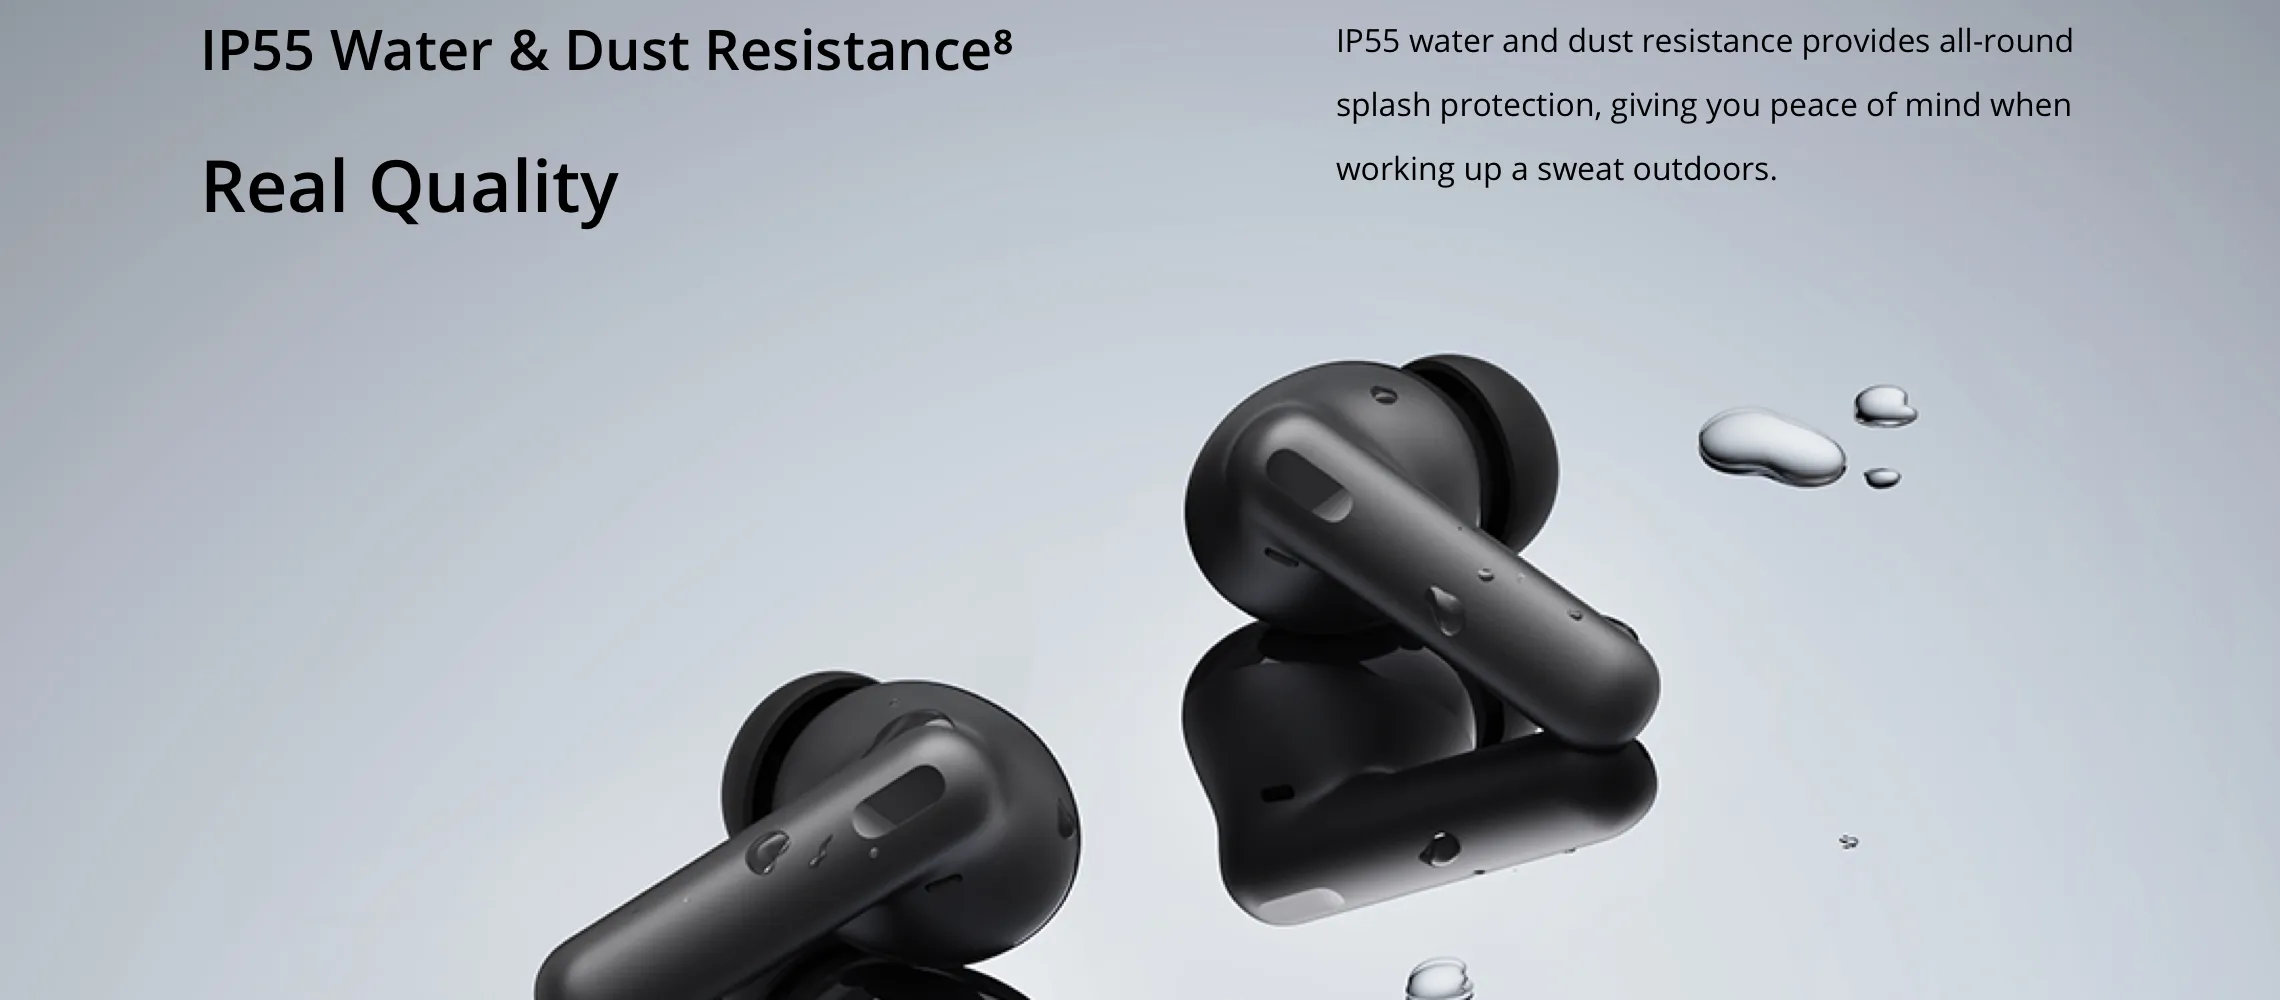 IP55 Water & Dust Resistance⁸
Real Quality
IP55 water and dust resistance provides all-round
splash protection, giving you peace of mind when
working up a sweat outdoors.